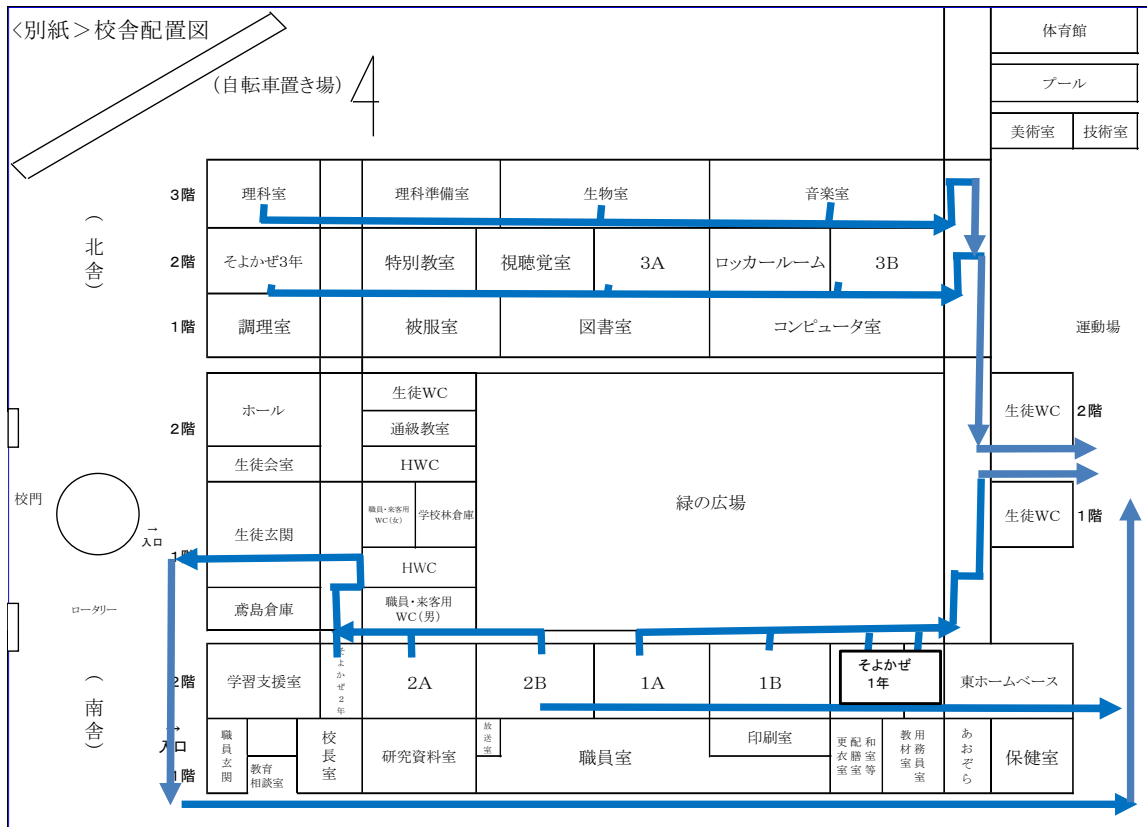 <別紙>校舎配置図
体育館
(自転車置き場)
プール
美術室 技術室
3階 理科室 理科準備室 生物室 音楽室
(北舎)
2階 そよかぜ3年 特別教室 視聴覚室 3A ロッカールーム 3B
1階 調理室 被服室 図書室 コンピュータ室
運動場
2階 ホール
生徒WC
通級教室
生徒WC 2階
生徒会室 HWC
校門
→
入口
生徒玄関
職員・来客用
WC(女)
学校林倉庫
緑の広場
生徒WC 1階
1階
HWC
ロータリー
鳶島倉庫
職員・来客用
WC(男)
(南舎)
2階 学習支援室
そよかぜ2年
2A 2B 1A 1B
そよかぜ
1年
東ホームベース
→
入口
1階
職員玄関
教育
相談室
校長室
研究資料室
放送室
職員室
印刷室
更衣室
配膳室
和室等
教材室
用務員室
あおぞら
保健室